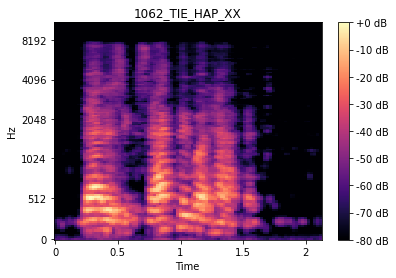 1062_TIE_HAP_XX
+0 dB
8192
-10 dB
4096
-20 dB
-30 dB
2048
Hz
-40 dB
1024
-50 dB
512
-60 dB
-70 dB
0
-80 dB
0 0.5 1 1.5 2
Time